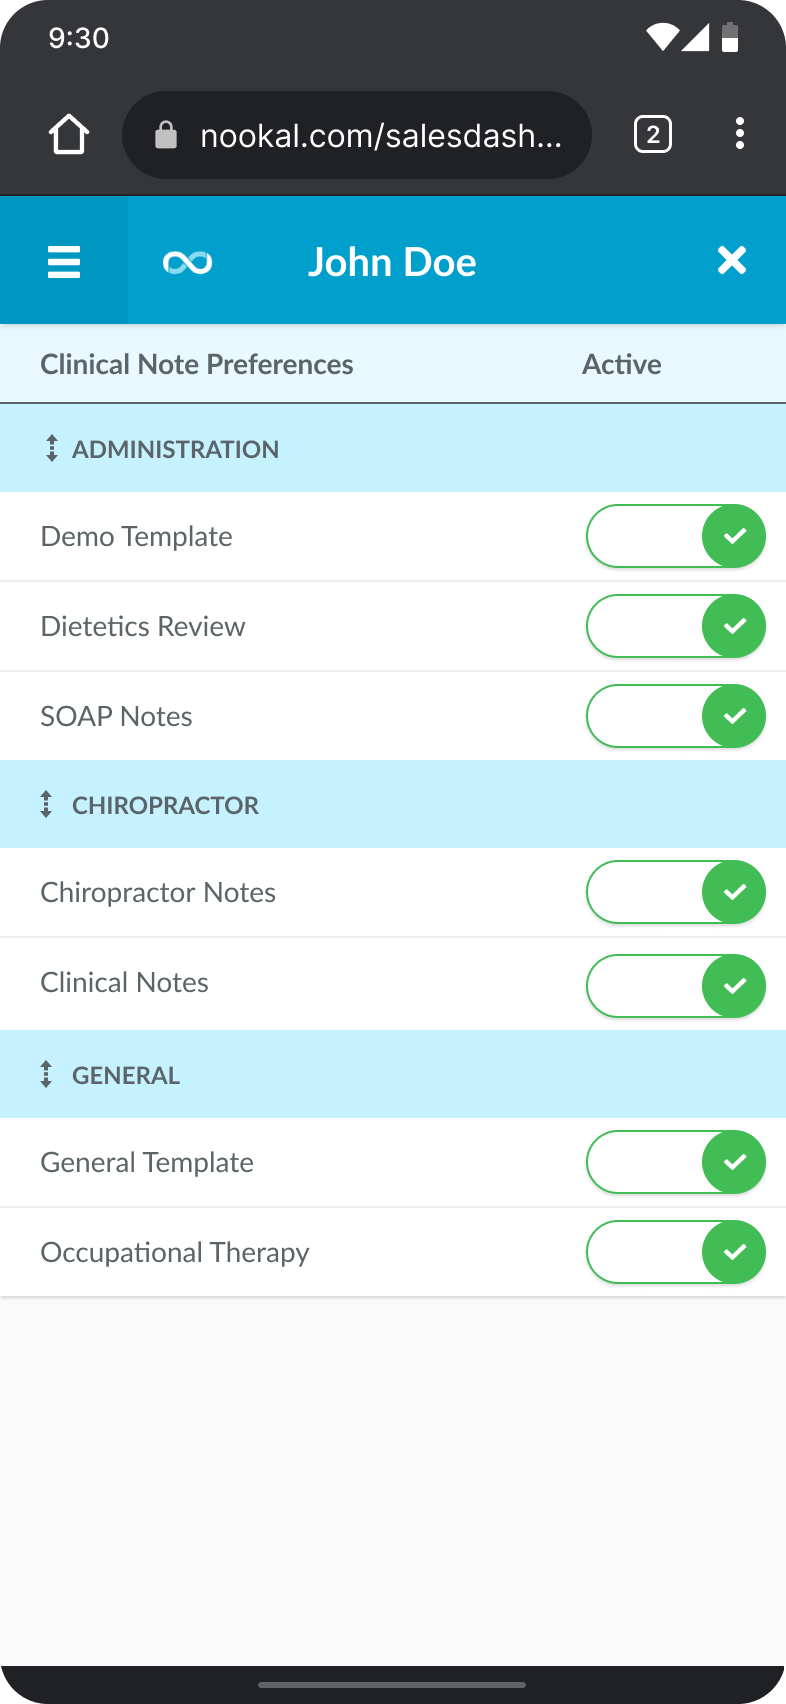 9:30
nookal.com/salesdash...
2
John Doe
Clinical Note Preferences Active
ADMINISTRATION
Demo Template
Dietetics Review
SOAP Notes
CHIROPRACTOR
Chiropractor Notes
Clinical Notes
GENERAL
General Template
Occupational Therapy